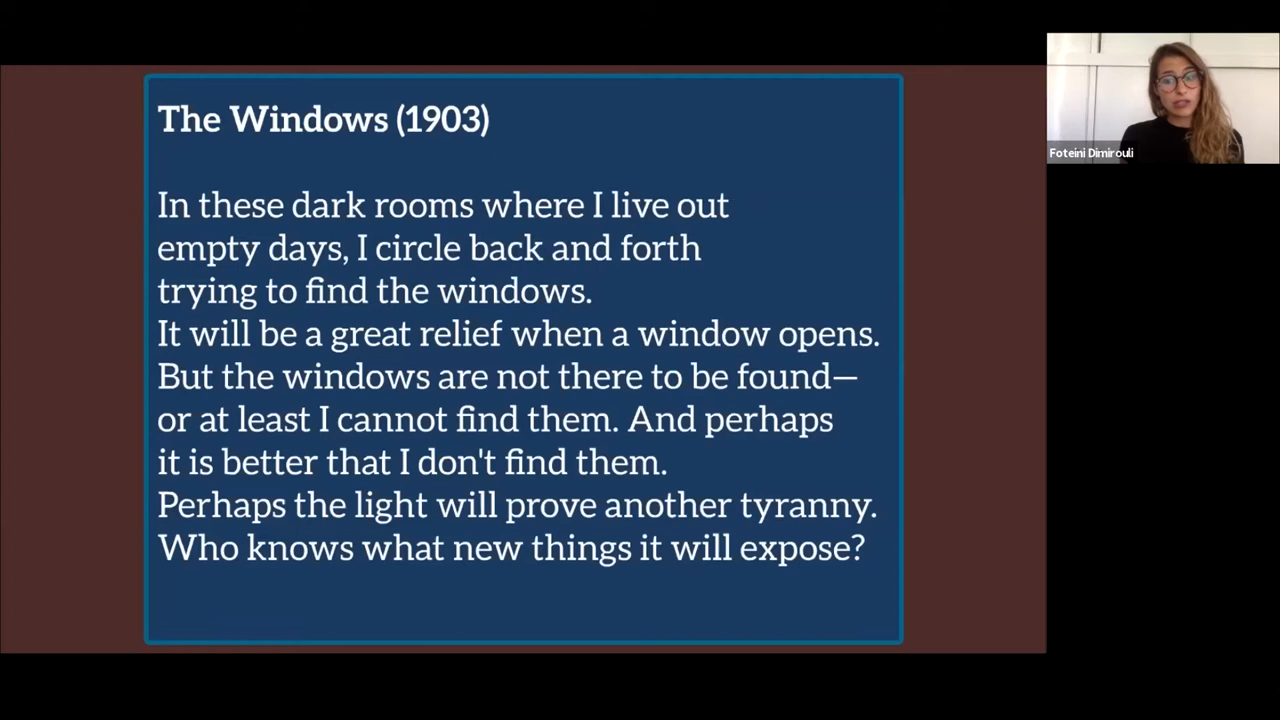 The Windows (1903)
In these dark rooms where I live out
empty days, I circle back and forth
trying to find the windows.
It will be a great relief when a window opens.
But the windows are not there to be found—
or at least I cannot find them. And perhaps
it is better that I don't find them.
Perhaps the light will prove another tyranny.
Who knows what new things it will expose?
Foteini Dimirouli